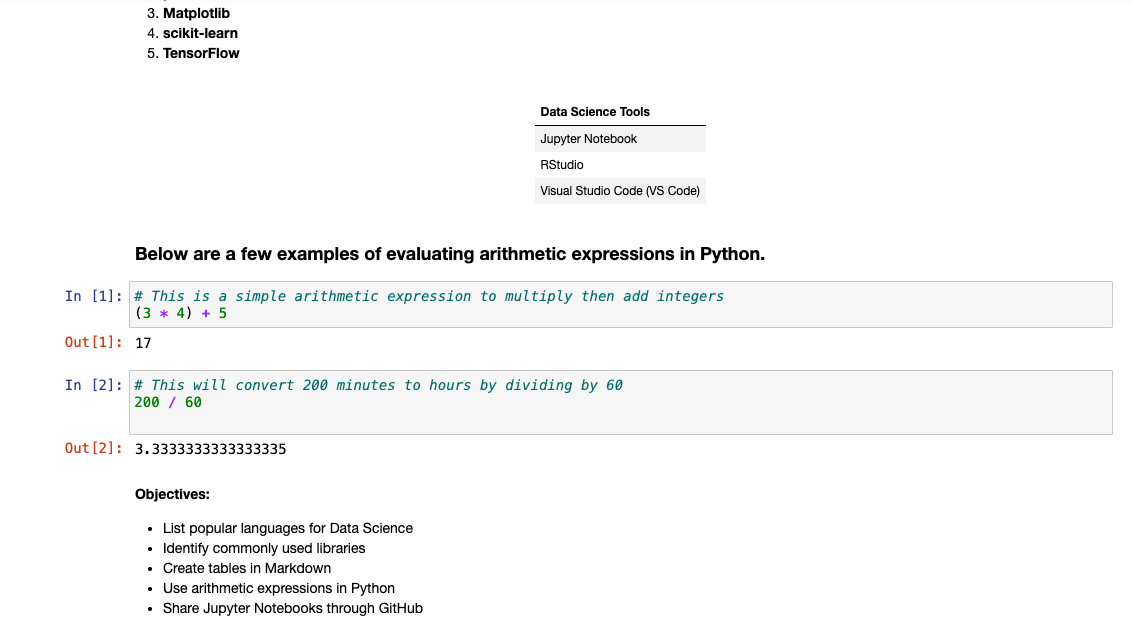 3. Matplotlib
4. scikit-learn
5. TensorFlow
Data Science Tools
Jupyter Notebook
RStudio
Visual Studio Code (VS Code)
Below are a few examples of evaluating arithmetic expressions in Python.
In [1]: # This is a simple arithmetic expression to multiply then add integers
(3 * 4) + 5
Out[1]: 17
In [2]: # This will convert 200 minutes to hours by dividing by 60
200 / 60
Out[2]: 3.3333333333333335
Objectives:
• List popular languages for Data Science
• Identify commonly used libraries
• Create tables in Markdown
• Use arithmetic expressions in Python
• Share Jupyter Notebooks through GitHub